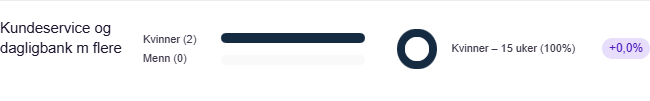 Kundeservice og
dagligbank m flere
Kvinner (2)
Menn (0)
Kvinner – 15 uker (100%)
+0,0%